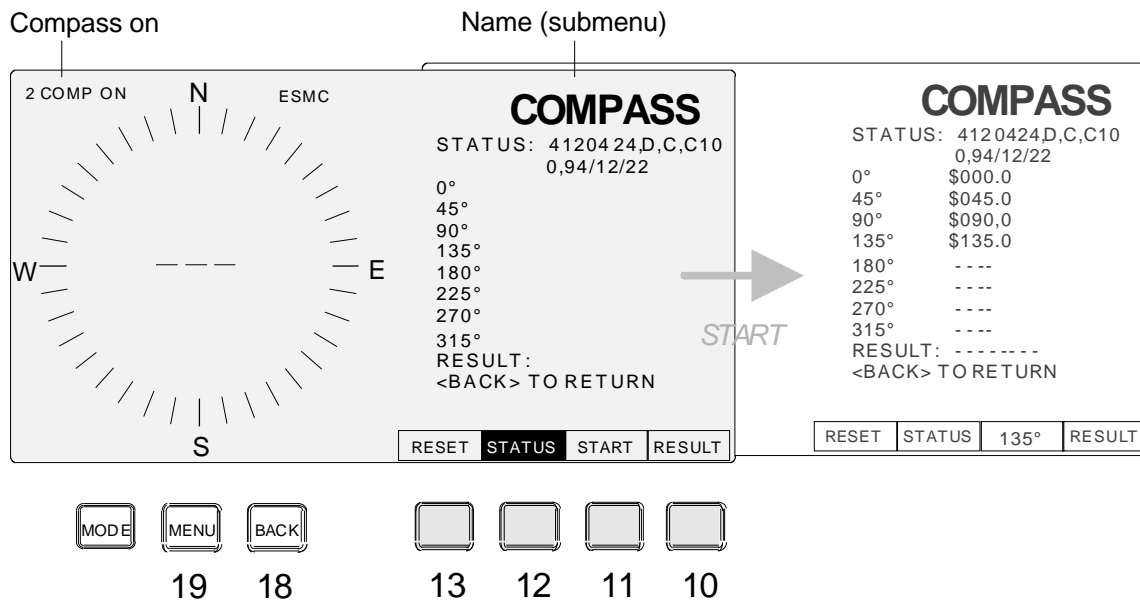 Compass on
Name (submenu)
2 COMP ON
N
ESMC
W
E
S
COMPASS
STATUS: 4120424,D,C,C10
0,94/12/22
0°
45°
90°
135°
180°
225°
270°
315°
RESULT:
<BACK> TO RETURN
RESET STATUS START RESULT
START
COMPASS
STATUS: 4120424,D,C,C10
0,94/12/22
0° $000.0
45° $045.0
90° $090,0
135° $135.0
180° ----
225° ----
270° ----
315° ----
RESULT: --------
<BACK> TO RETURN
RESET STATUS 135° RESULT
MODE MENU BACK
19 18 13 12 11 10